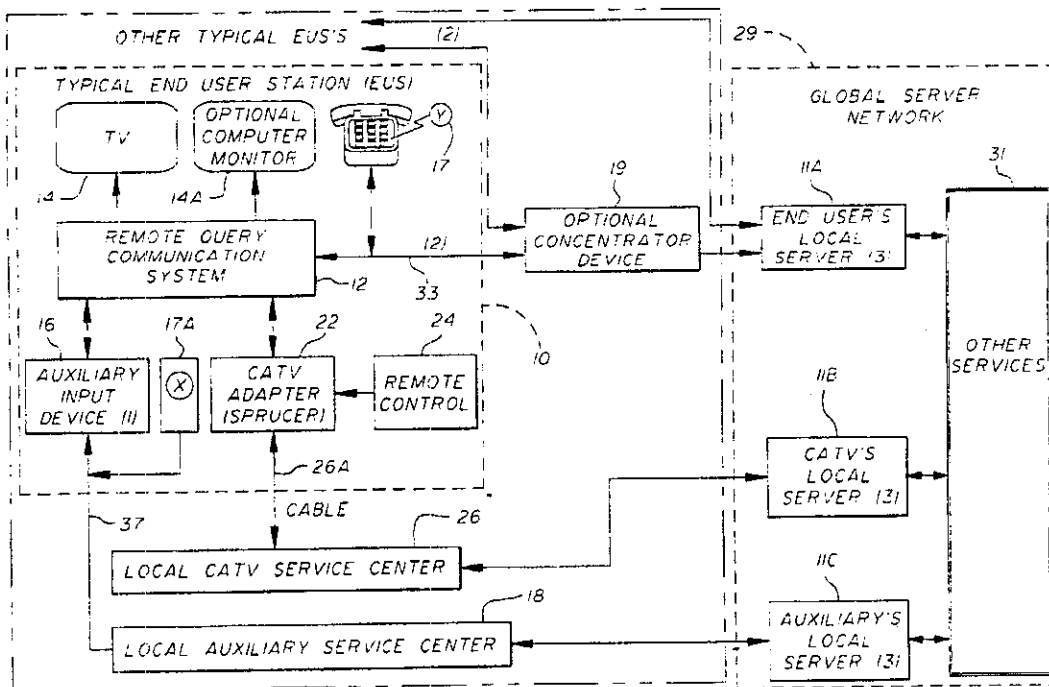 OTHER TYPICAL EUS'S
(2)
29
TYPICAL END USER STATION (EUS)
GLOBAL SERVER
NETWORK
TV
OPTIONAL
COMPUTER
MONITOR
Y
17
14
14A
19
11A
31
REMOTE QUERY
COMMUNICATION
SYSTEM
(2)
OPTIONAL
CONCENTRATOR
DEVICE
END USER'S
LOCAL
SERVER (3)
12
33
16
17A
22
24
10
OTHER
SERVICES
AUXILIARY
INPUT
DEVICE (1)
X
CATV
ADAPTER
(SPRUCER)
REMOTE
CONTROL
11B
26A
CATV'S
LOCAL
SERVER (3)
37
CABLE
26
LOCAL CATV SERVICE CENTER
11C
18
LOCAL AUXILIARY SERVICE CENTER
AUXILIARY'S
LOCAL
SERVER (3)